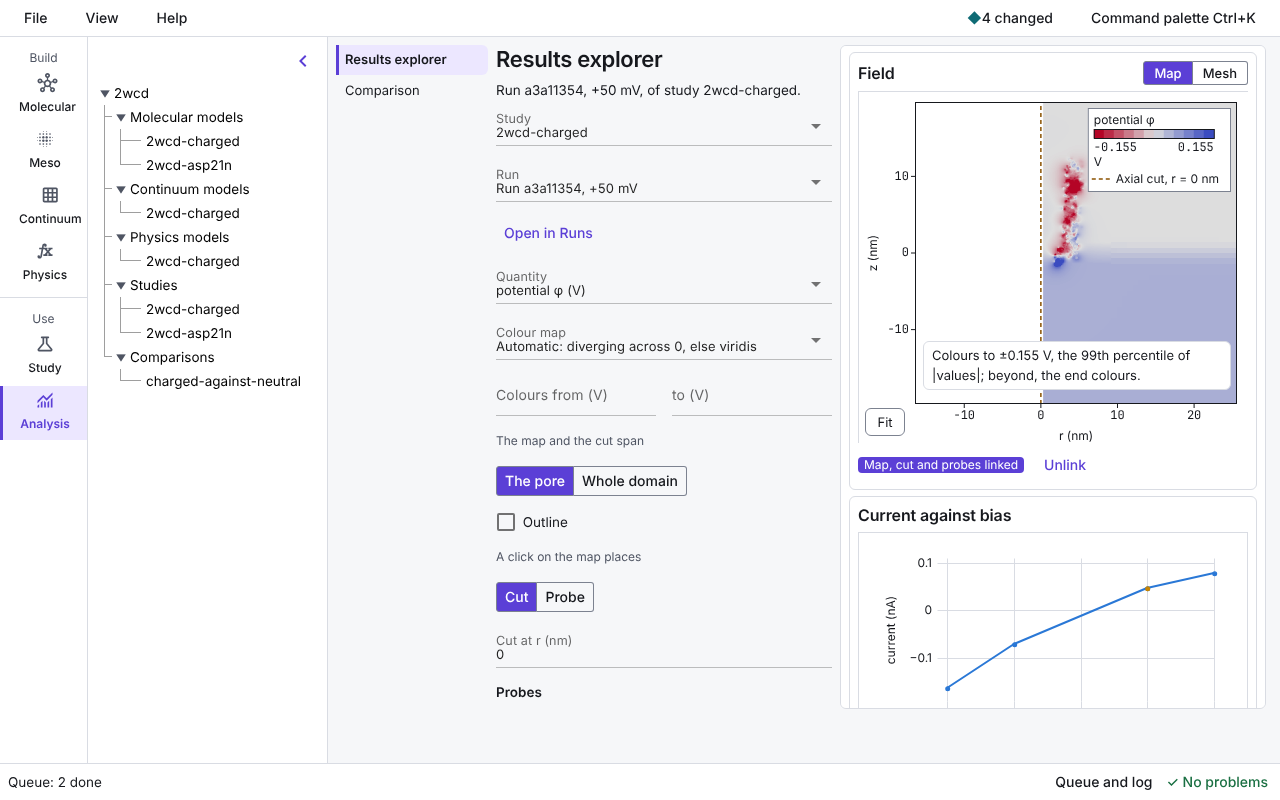 File
View
Help
4 changed
Command palette Ctrl+K
Build
Molecular
Meso
Continuum
Physics
Use
Study
Analysis
2wcd
Molecular models
2wcd-charged
2wcd-asp21n
Continuum models
2wcd-charged
Physics models
2wcd-charged
Studies
2wcd-charged
2wcd-asp21n
Comparisons
charged-against-neutral
Results explorer
Comparison
Results explorer
Run a3a11354, +50 mV, of study 2wcd-charged.
Study
2wcd-charged
Run
Run a3a11354, +50 mV
Open in Runs
Quantity
potential φ (V)
Colour map
Automatic: diverging across 0, else viridis
Colours from (V)
to (V)
The map and the cut span
The pore
Whole domain
Outline
A click on the map places
Cut
Probe
Cut at r (nm)
0
Probes
Field
Map
Mesh
potential φ
-0.155 0.155
V
Axial cut, r = 0 nm
10
0
-10
z (nm)
Colours to ±0.155 V, the 99th percentile of
|values|; beyond, the end colours.
-10 0 10 20
r (nm)
Fit
Map, cut and probes linked
Unlink
Current against bias
0.1
0
−0.1
current (nA)
Queue: 2 done
Queue and log
No problems